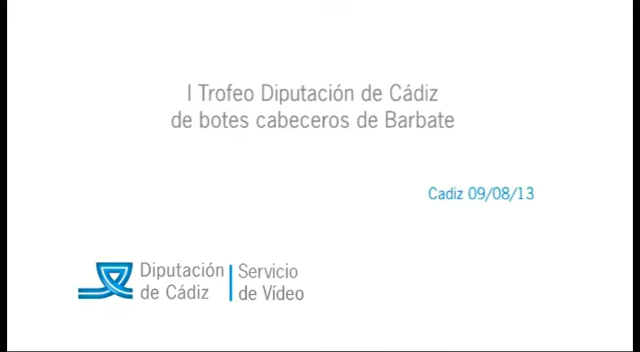 I Trofeo Diputación de Cádiz
de botes cabeceros de Barbate
Cadiz 09/08/13
Diputación
de Cádiz
Servicio
de Vídeo